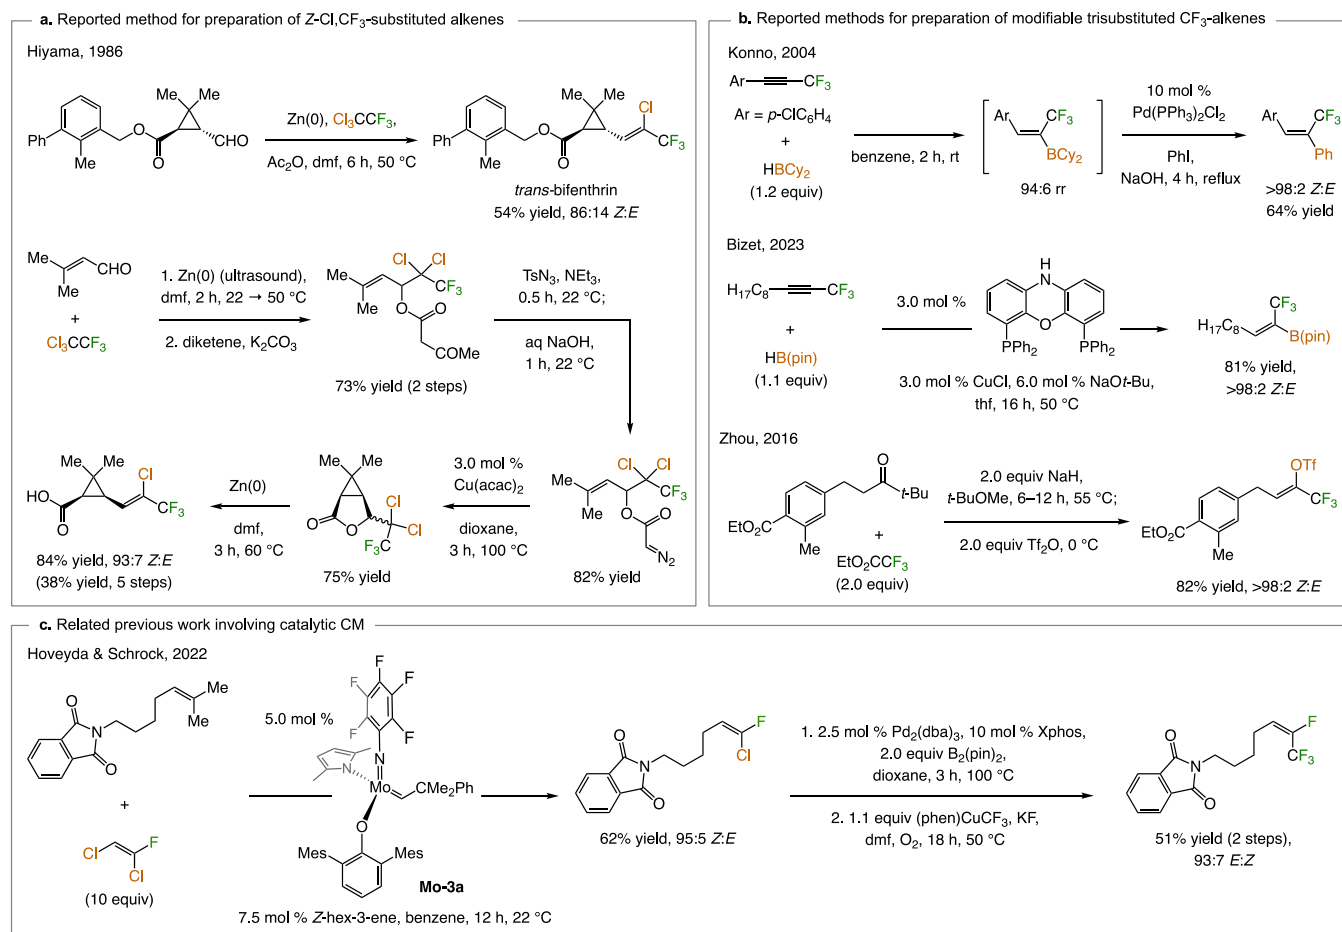 a. Reported method for preparation of Z-Cl,CF3-substituted alkenes
Hiyama, 1986
Ph
Me
O
O
Me Me
CHO
Zn(0), Cl3CCF3,
Ac2O, dmf, 6 h, 50 °C
Ph
Me
O
O
Me Me
Cl
CF3
trans-bifenthrin
54% yield, 86:14 Z:E
Me
CHO
Me
+
Cl3CCF3
1. Zn(0) (ultrasound),
dmf, 2 h, 22 → 50 °C
2. diketene, K2CO3
Cl Cl
Me
CF3
Me
O
O
COMe
73% yield (2 steps)
TsN3, NEt3,
0.5 h, 22 °C;
aq NaOH,
1 h, 22 °C
Cl Cl
Me
CF3
Me
O
O
N2
82% yield
3.0 mol %
Cu(acac)2
dioxane,
3 h, 100 °C
Me Me
Cl
Cl
O
O
F3C
75% yield
Zn(0)
dmf,
3 h, 60 °C
Me Me
Cl
HO
O
CF3
84% yield, 93:7 Z:E
(38% yield, 5 steps)
b. Reported methods for preparation of modifiable trisubstituted CF3-alkenes
Konno, 2004
Ar CF3
Ar = p-ClC6H4
+
HBCy2
(1.2 equiv)
benzene, 2 h, rt
Ar CF3
BCy2
94:6 rr
10 mol %
Pd(PPh3)2Cl2
PhI,
NaOH, 4 h, reflux
Ar CF3
Ph
>98:2 Z:E
64% yield
Bizet, 2023
H17C8 CF3
+
HB(pin)
(1.1 equiv)
3.0 mol %
H
N
O
PPh2 PPh2
3.0 mol % CuCl, 6.0 mol % NaOt-Bu,
thf, 16 h, 50 °C
CF3
H17C8
B(pin)
81% yield,
>98:2 Z:E
Zhou, 2016
O
t-Bu
EtO2C
Me
+
EtO2CCF3
(2.0 equiv)
2.0 equiv NaH,
t-BuOMe, 6–12 h, 55 °C;
2.0 equiv Tf2O, 0 °C
OTf
CF3
EtO2C
Me
82% yield, >98:2 Z:E
c. Related previous work involving catalytic CM
Hoveyda & Schrock, 2022
O
N
O
Me
Me
+
Cl
F
Cl
(10 equiv)
5.0 mol %
F
F F
F F
N
N
Mo
CMe2Ph
O
Mes Mes
Mo-3a
7.5 mol % Z-hex-3-ene, benzene, 12 h, 22 °C
O
N
O
F
Cl
62% yield, 95:5 Z:E
1. 2.5 mol % Pd2(dba)3, 10 mol % Xphos,
2.0 equiv B2(pin)2,
dioxane, 3 h, 100 °C
2. 1.1 equiv (phen)CuCF3, KF,
dmf, O2, 18 h, 50 °C
O
N
O
F
CF3
51% yield (2 steps),
93:7 E:Z